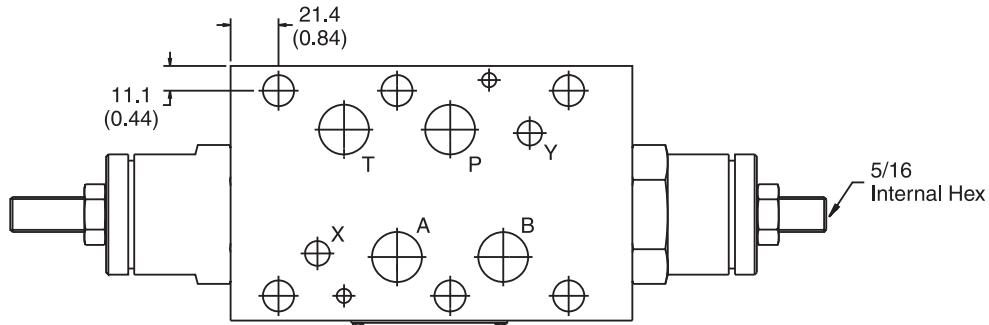 21.4
(0.84)
11.1
(0.44)
T
P
Y
5/16
Internal Hex
X
A
B